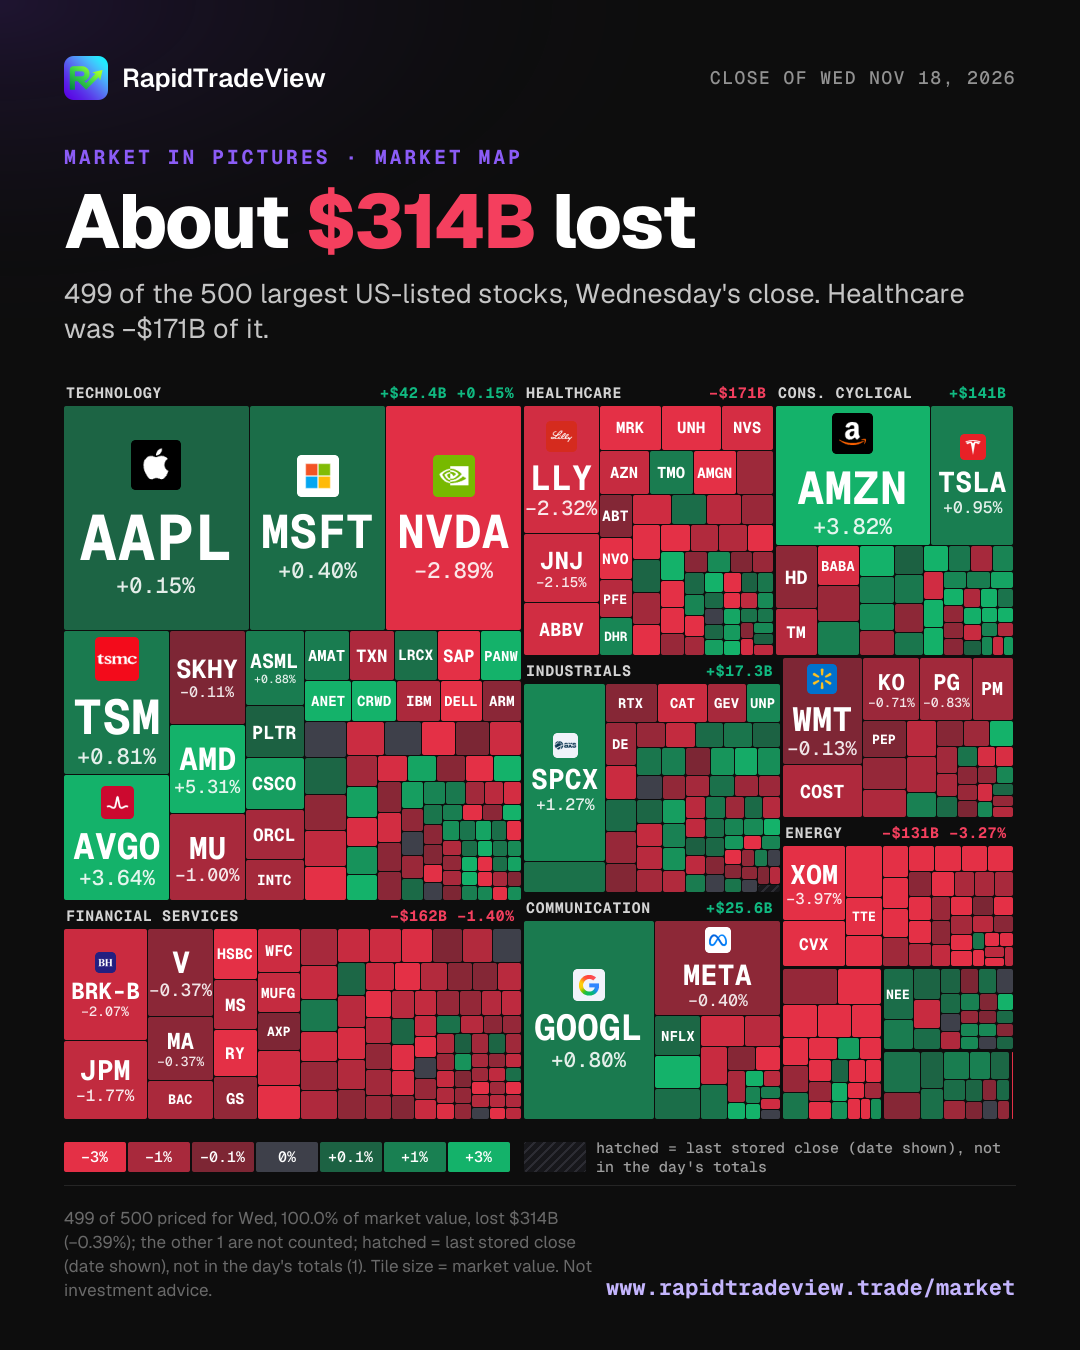 RapidTradeView
CLOSE OF WED NOV 18, 2026
MARKET IN PICTURES · MARKET MAP
About $314B lost
499 of the 500 largest US-listed stocks, Wednesday's close. Healthcare
was −$171B of it.
TECHNOLOGY +$42.4B +0.15%
HEALTHCARE −$171B
CONS. CYCLICAL +$141B
AAPL
+0.15%
MSFT
+0.40%
NVDA
−2.89%
tsmc
TSM
+0.81%
AVGO
+3.64%
SKHY
−0.11%
AMD
+5.31%
MU
−1.00%
ASML
+0.88%
PLTR
CSCO
ORCL
INTC
AMAT
TXN
LRCX
SAP
PANW
ANET
CRWD
IBM
DELL
ARM
Lilly
LLY
−2.32%
JNJ
−2.15%
ABBV
MRK
UNH
NVS
AZN
TMO
AMGN
ABT
NVO
PFE
DHR
a
AMZN
+3.82%
TSLA
+0.95%
HD
BABA
TM
INDUSTRIALS +$17.3B
SPCX
+1.27%
RTX
CAT
GEV
UNP
DE
WMT
−0.13%
COST
KO
−0.71%
PG
−0.83%
PM
PEP
ENERGY −$131B −3.27%
XOM
−3.97%
CVX
TTE
FINANCIAL SERVICES −$162B −1.40%
BH
BRK-B
−2.07%
JPM
−1.77%
V
−0.37%
MA
−0.37%
BAC
HSBC
MS
RY
GS
WFC
MUFG
AXP
COMMUNICATION +$25.6B
GOOGL
+0.80%
META
−0.40%
NFLX
NEE
−3%
−1%
−0.1%
0%
+0.1%
+1%
+3%
hatched = last stored close (date shown), not
in the day's totals
499 of 500 priced for Wed, 100.0% of market value, lost $314B
(−0.39%); the other 1 are not counted; hatched = last stored close
(date shown), not in the day's totals (1). Tile size = market value. Not
investment advice.
www.rapidtradeview.trade/market